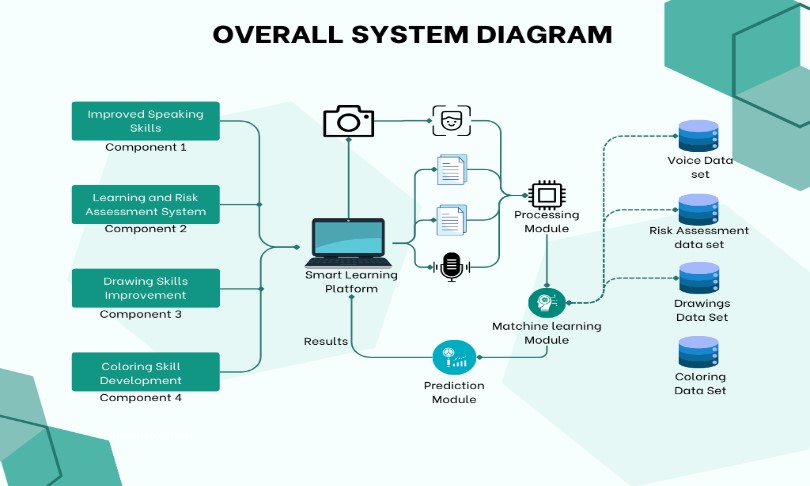 OVERALL SYSTEM DIAGRAM
Improved Speaking
Skills
Component 1
Learning and Risk
Assessment System
Component 2
Drawing Skills
Improvement
Component 3
Coloring Skill
Development
Component 4
Smart Learning
Platform
Results
Processing
Module
Matchine learning
Module
Prediction
Module
Voice Data
set
Risk Assessment
data set
Drawings
Data Set
Coloring
Data Set